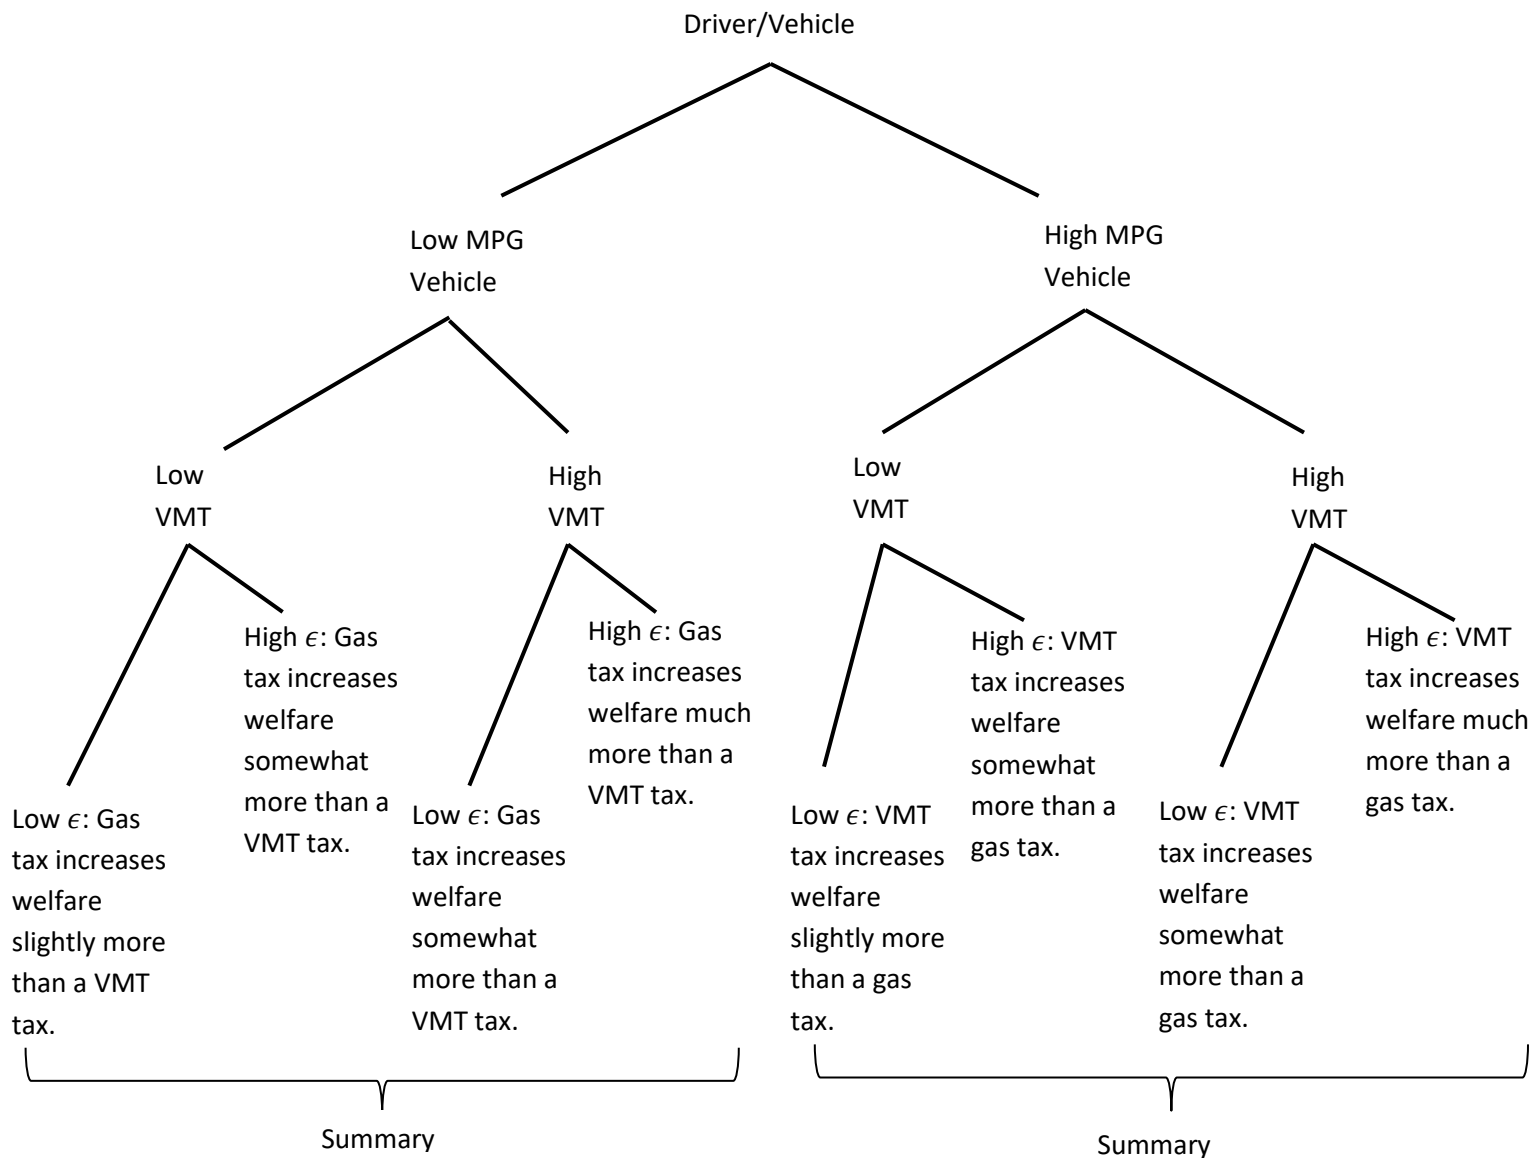 Driver/Vehicle
Low MPG
Vehicle
High MPG
Vehicle
Low
VMT
High
VMT
Low
VMT
High
VMT
Low ϵ: Gas
tax increases
welfare
slightly more
than a VMT
tax.
High ϵ: Gas
tax increases
welfare
somewhat
more than a
VMT tax.
Low ϵ: Gas
tax increases
welfare
somewhat
more than a
VMT tax.
High ϵ: Gas
tax increases
welfare much
more than a
VMT tax.
Low ϵ: VMT
tax increases
welfare
slightly more
than a gas
tax.
High ϵ: VMT
tax increases
welfare
somewhat
more than a
gas tax.
Low ϵ: VMT
tax increases
welfare
somewhat
more than a
gas tax.
High ϵ: VMT
tax increases
welfare much
more than a
gas tax.
Summary
Summary